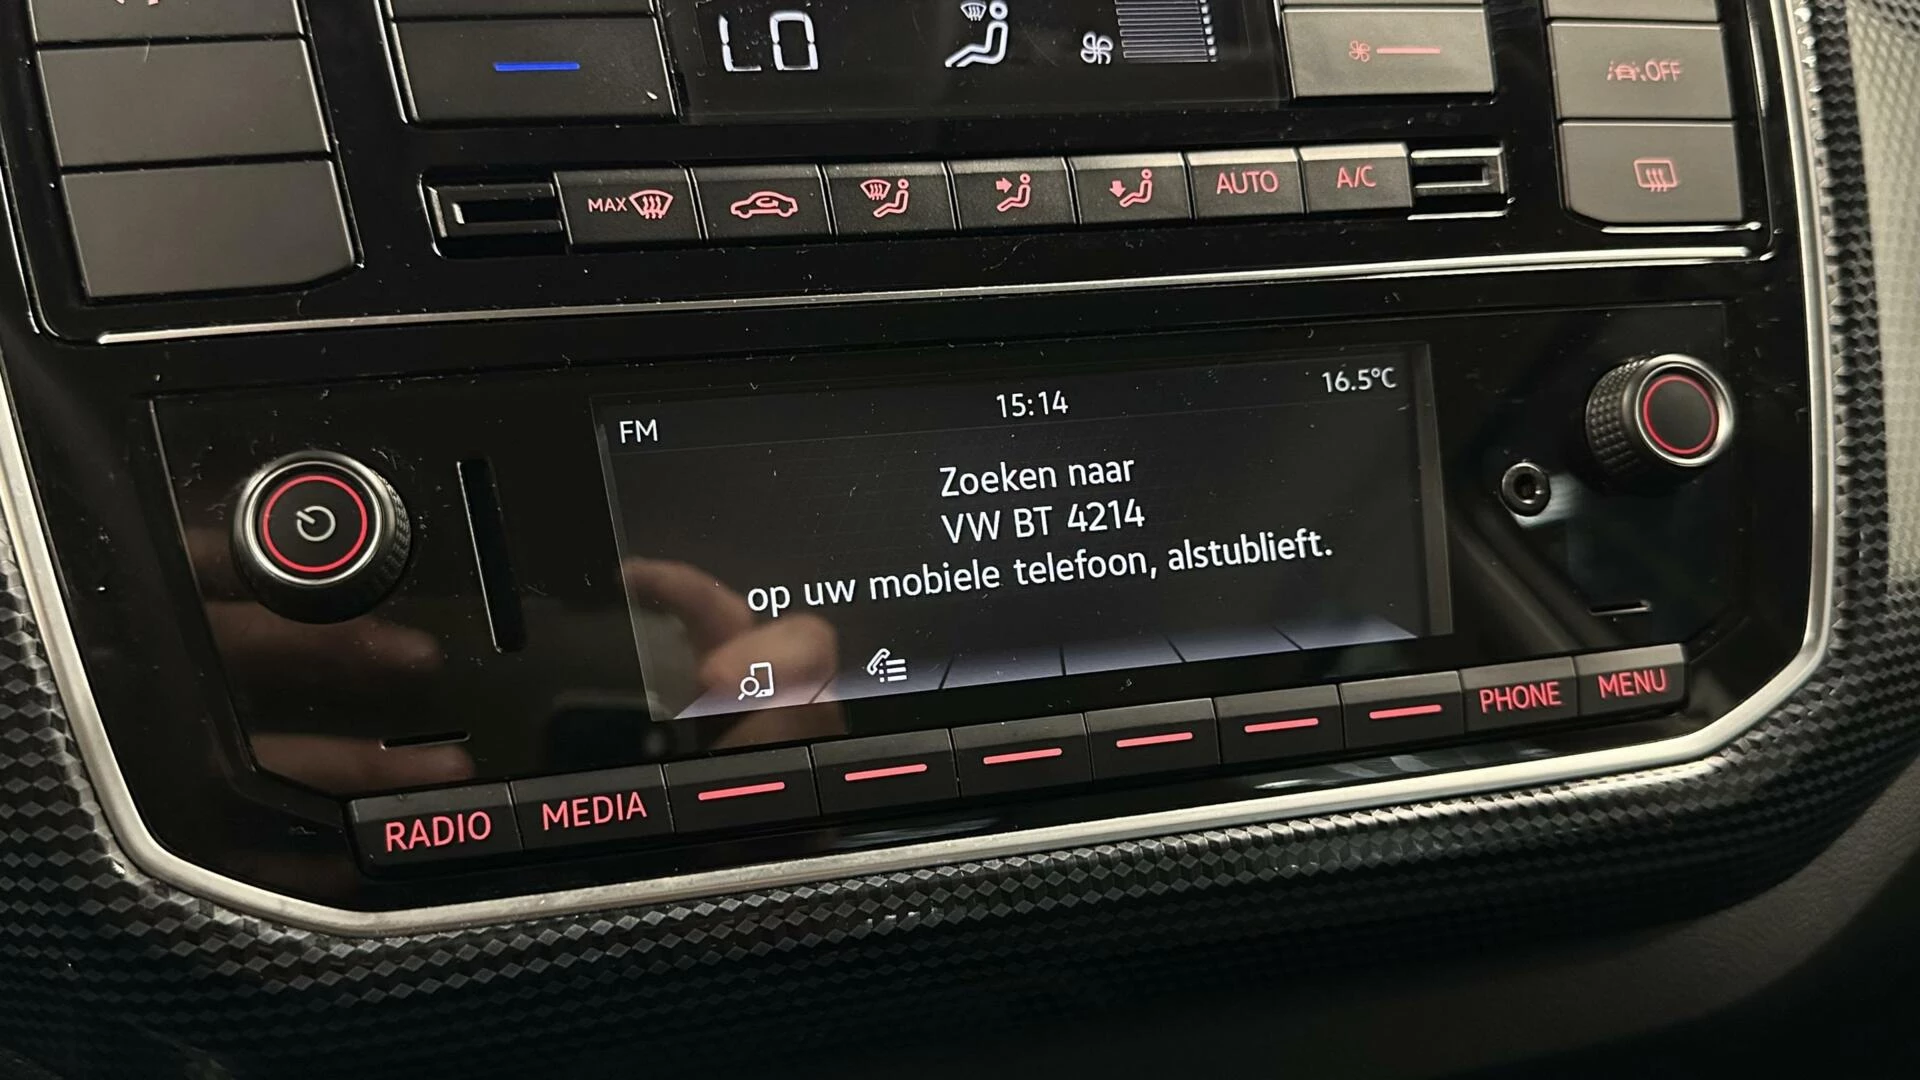 LO
OFF
MAX
AUTO
A/C
FM
15:14
16.5°C
Zoeken naar
VW BT 4214
op uw mobiele telefoon, alstublieft.
RADIO
MEDIA
PHONE
MENU